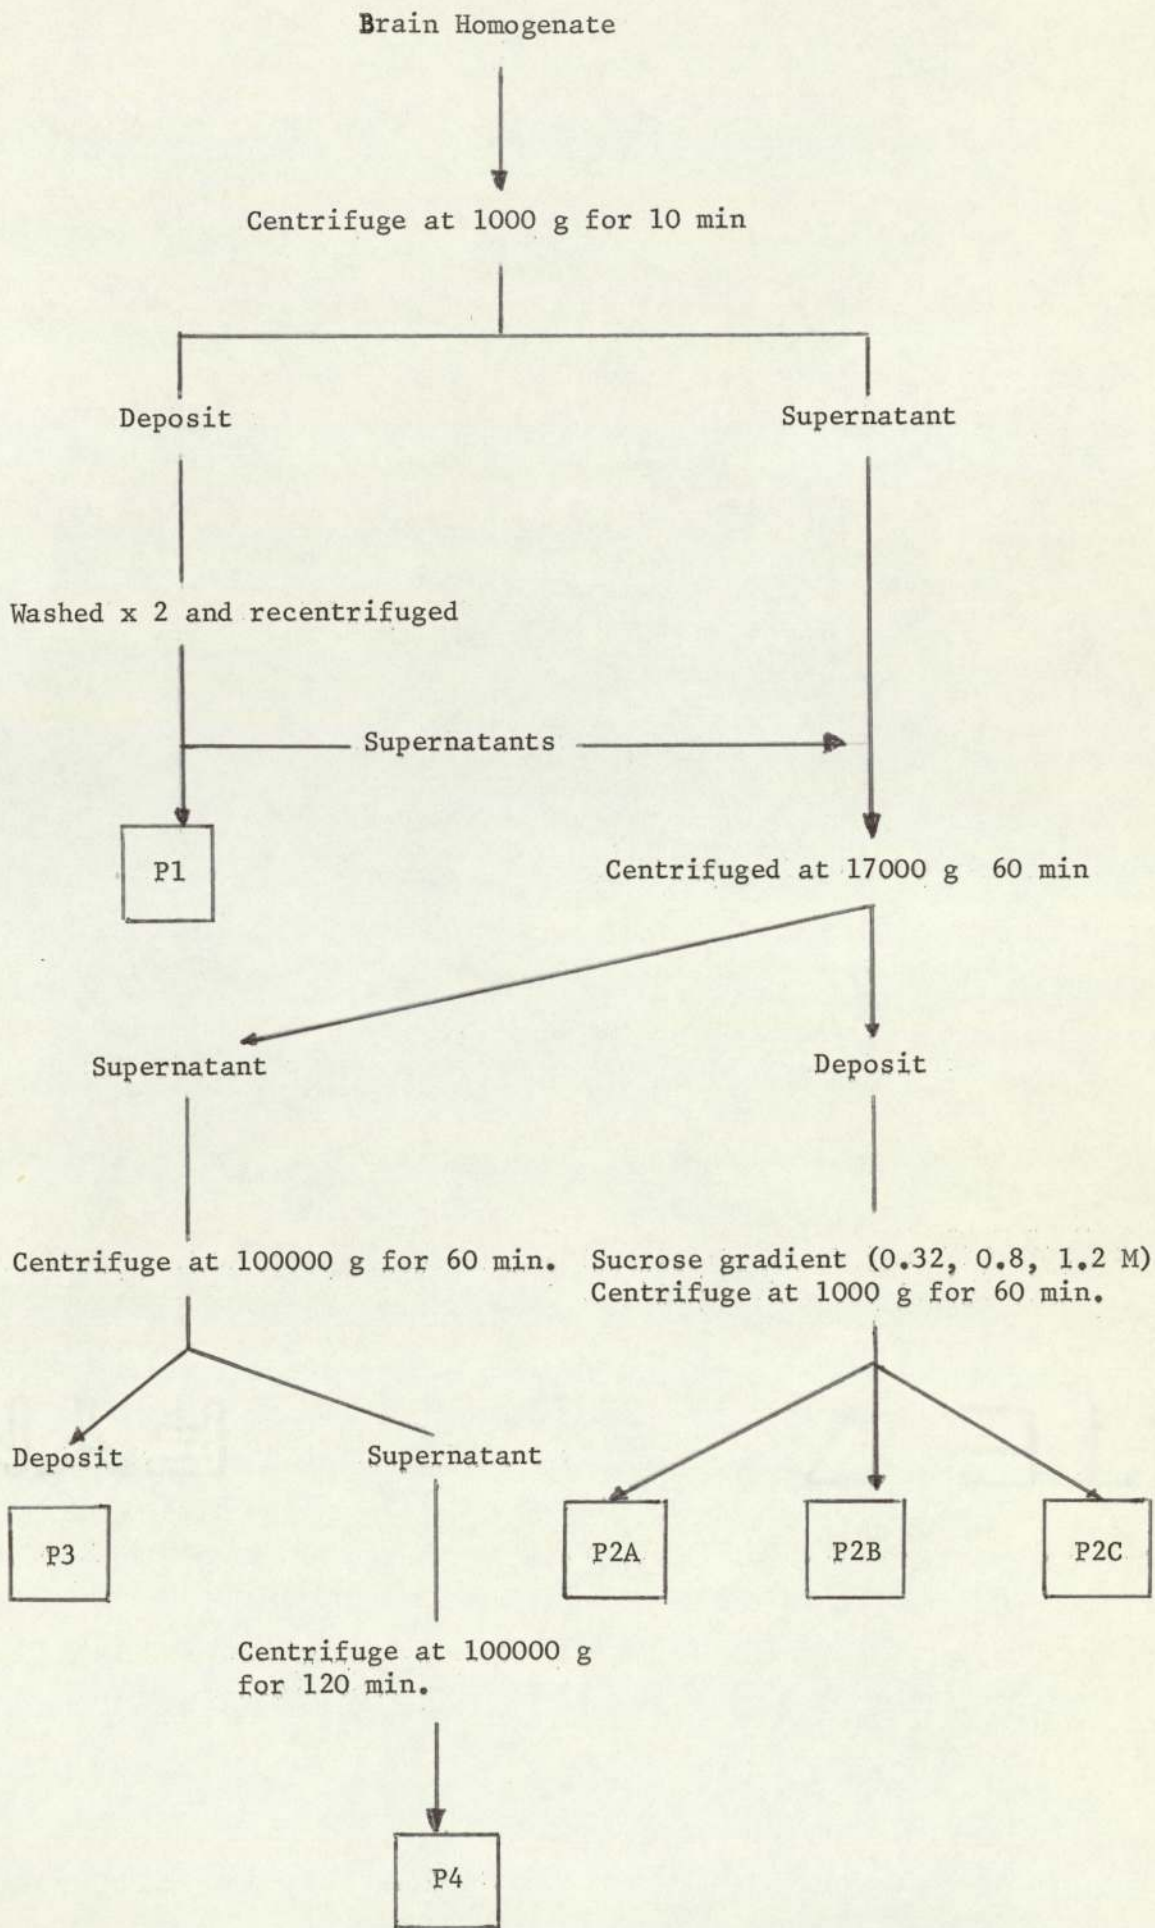 Brain Homogenate
Centrifuge at 1000 g for 10 min
Deposit
Supernatant
Washed x 2 and recentrifuged
Supernatants
P1
Centrifuged at 17000 g 60 min
Supernatant
Deposit
Centrifuge at 100000 g for 60 min.
Sucrose gradient (0.32, 0.8, 1.2 M)
Centrifuge at 1000 g for 60 min.
Deposit
Supernatant
P3
P2A
P2B
P2C
Centrifuge at 100000 g
for 120 min.
P4